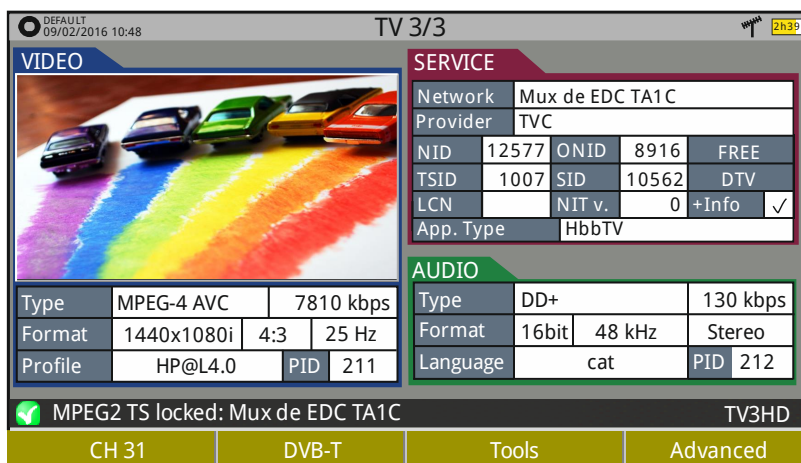 DEFAULT
09/02/2016 10:48
TV 3/3
2h39
VIDEO
Type MPEG-4 AVC 7810 kbps
Format 1440x1080i 4:3 25 Hz
Profile HP@L4.0 PID 211
SERVICE
Network Mux de EDC TA1C
Provider TVC
NID 12577 ONID 8916 FREE
TSID 1007 SID 10562 DTV
LCN NIT v. 0 +Info ✓
App. Type HbbTV
AUDIO
Type DD+ 130 kbps
Format 16bit 48 kHz Stereo
Language cat PID 212
MPEG2 TS locked: Mux de EDC TA1C TV3HD
CH 31 DVB-T Tools Advanced